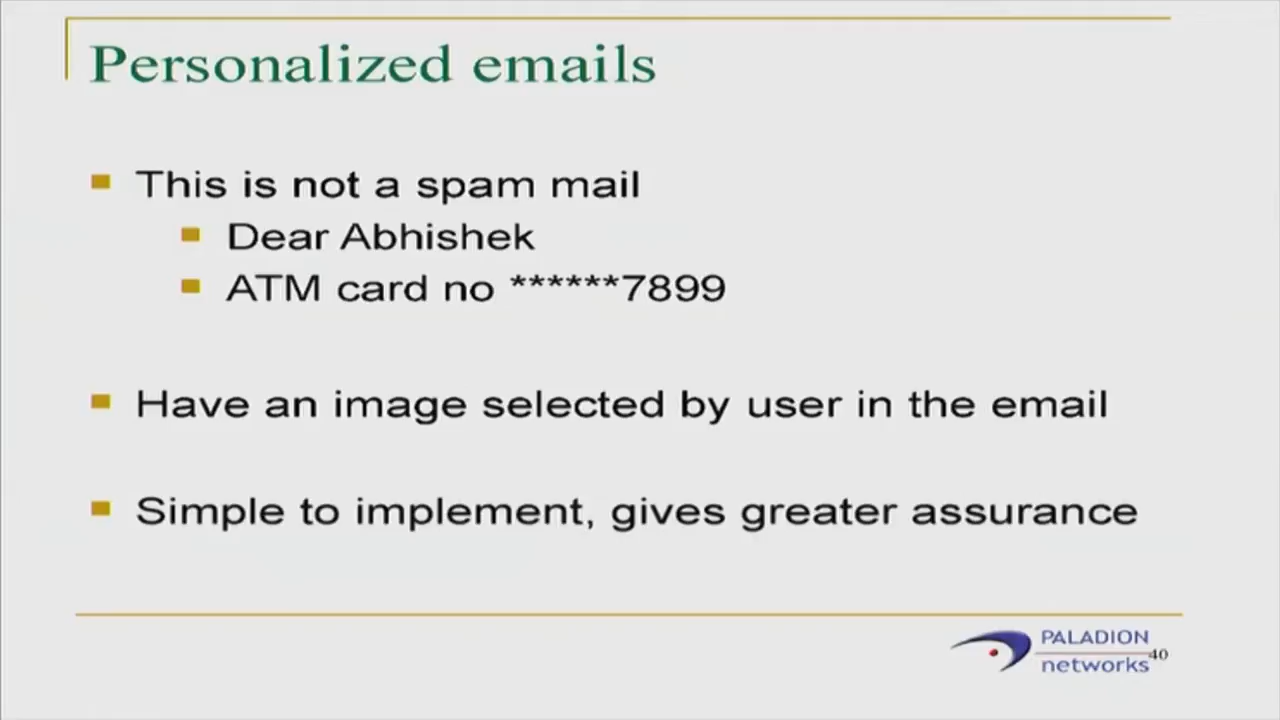 Personalized emails
This is not a spam mail
Dear Abhishek
ATM card no ******7899
Have an image selected by user in the email
Simple to implement, gives greater assurance
PALADION
networks
40